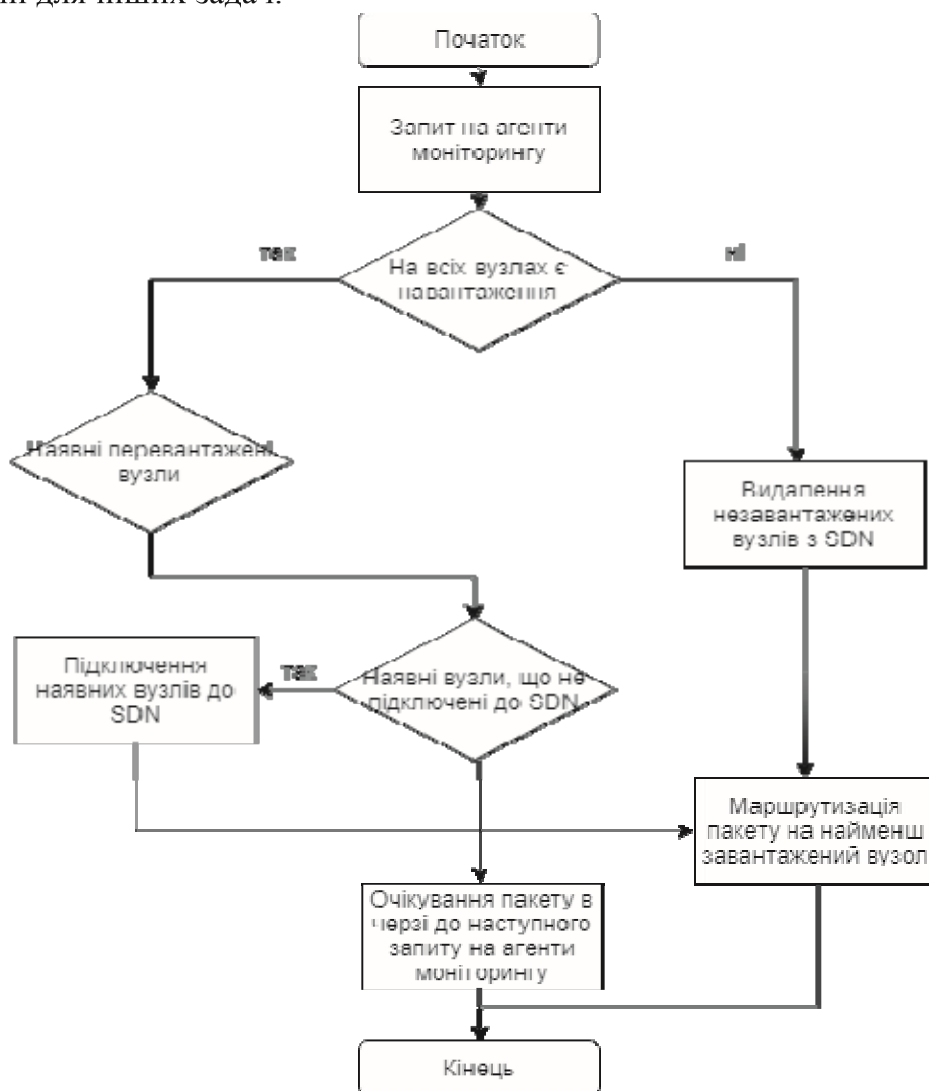 для інших задач.
Початок
Запит на агенти
моніторингу
На всіх вузлах є
навантаження
так
ні
Наявні перевантажені
вузли
Видалення
незавантажених
вузлів з SDN
Підключення
наявних вузлів до
SDN
так
Наявні вузли, що не
підключені до SDN
Маршрутизація
пакету на найменш
завантажений вузол
Очікування пакету в
черзі до наступного
запиту на агенти
моніторингу
Кінець